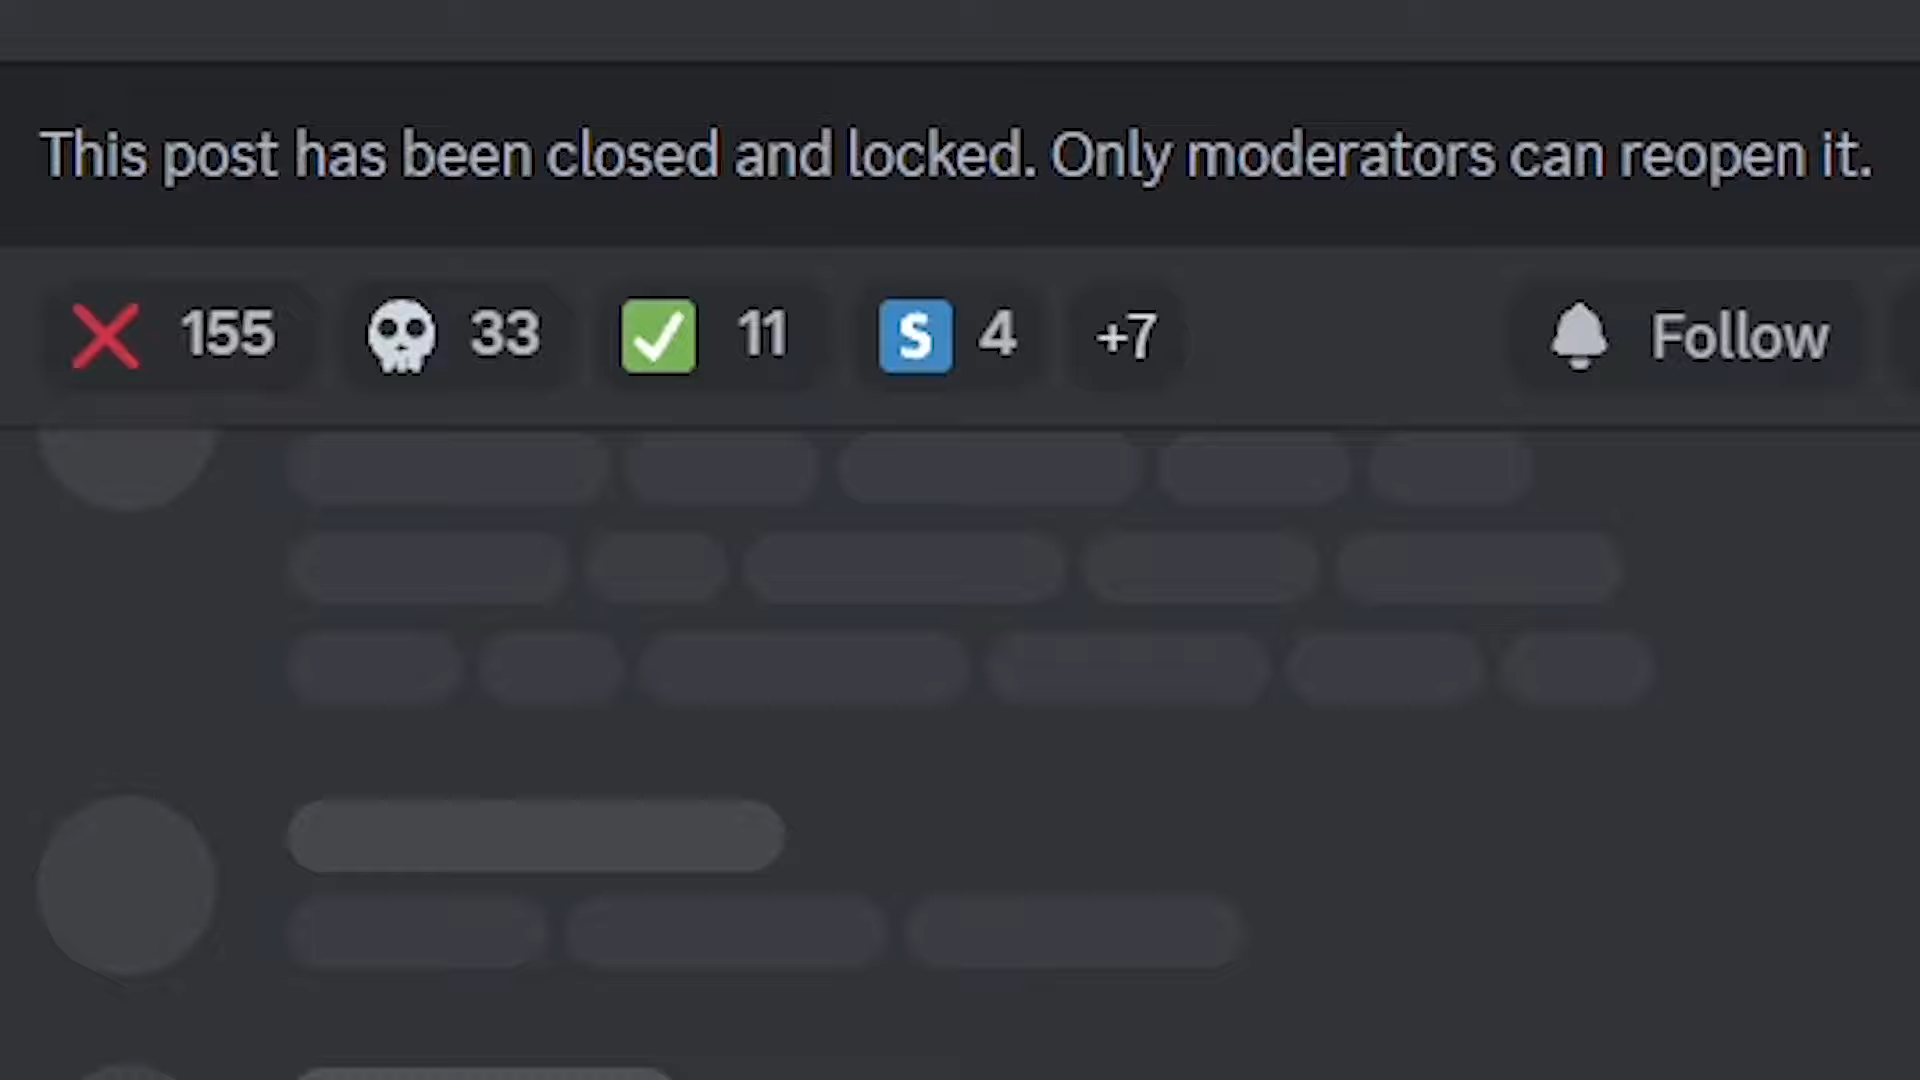 This post has been closed and locked. Only moderators can reopen it.
❌ 155 💀 33 ✅ 11 🇸 4 +7 Follow